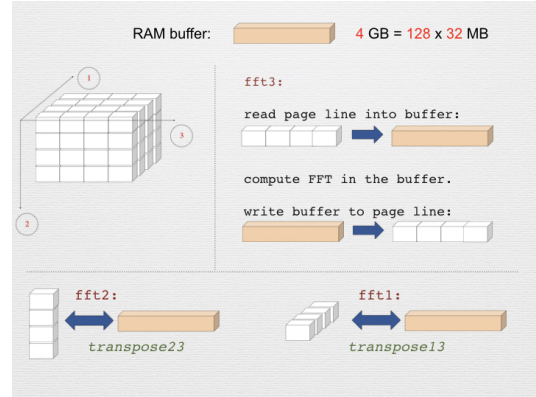 RAM buffer: 4 GB = 128 x 32 MB
1
3
2
fft3:
read page line into buffer:
compute FFT in the buffer.
write buffer to page line:
fft2:
transpose23
fft1:
transpose13